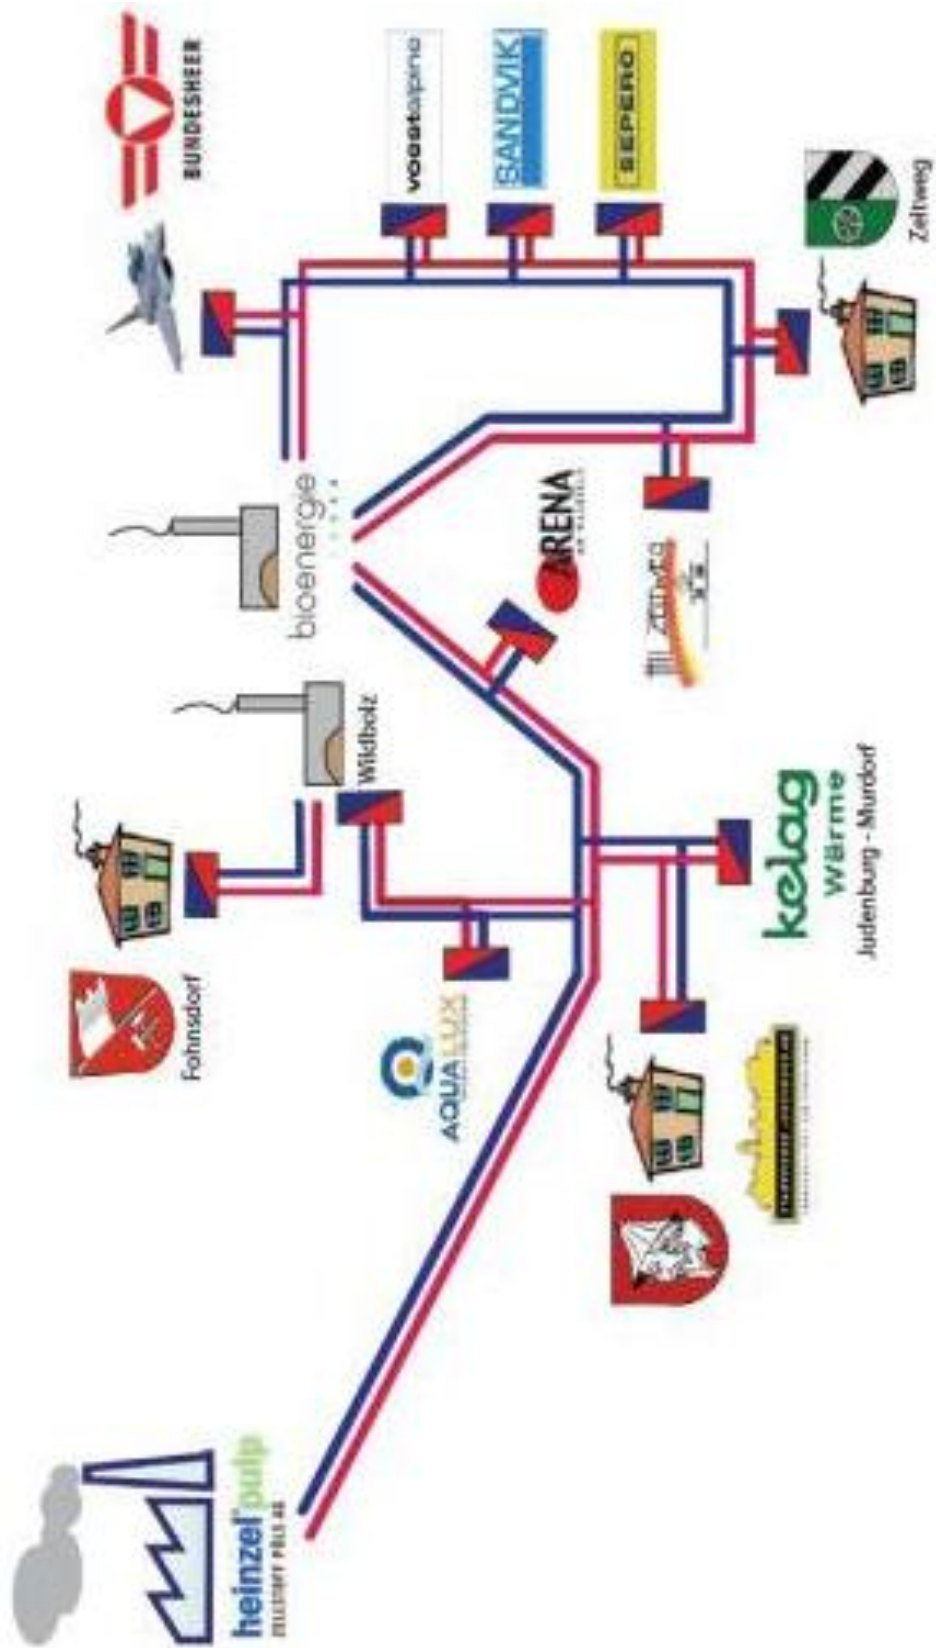 heinzel pulp
ZELLSTOFF PÖLS AG
Fohnsdorf
Wildbolz
AQUALUX
bioenergie
BUNDESHEER
voestalpine
SANDVIK
SEPERO
Zeltweg
ARENA
kelag
Wärme
Judenburg - Murdorf